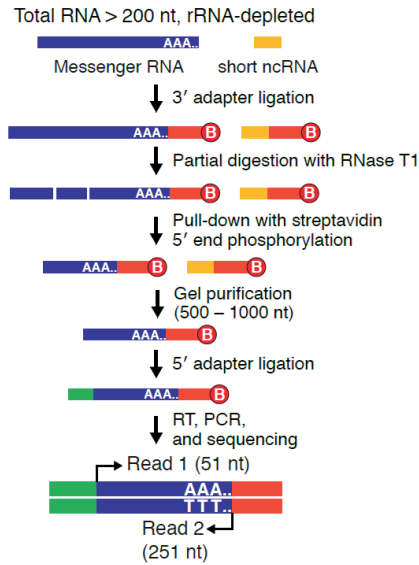 Total RNA > 200 nt, rRNA-depleted
AAA..
Messenger RNA short ncRNA
3′ adapter ligation
AAA.. B B
Partial digestion with RNase T1
AAA.. B B
Pull-down with streptavidin
5′ end phosphorylation
AAA.. B B
Gel purification
(500 – 1000 nt)
AAA.. B
5′ adapter ligation
AAA.. B
RT, PCR,
and sequencing
Read 1 (51 nt)
AAA..
TTT..
Read 2
(251 nt)